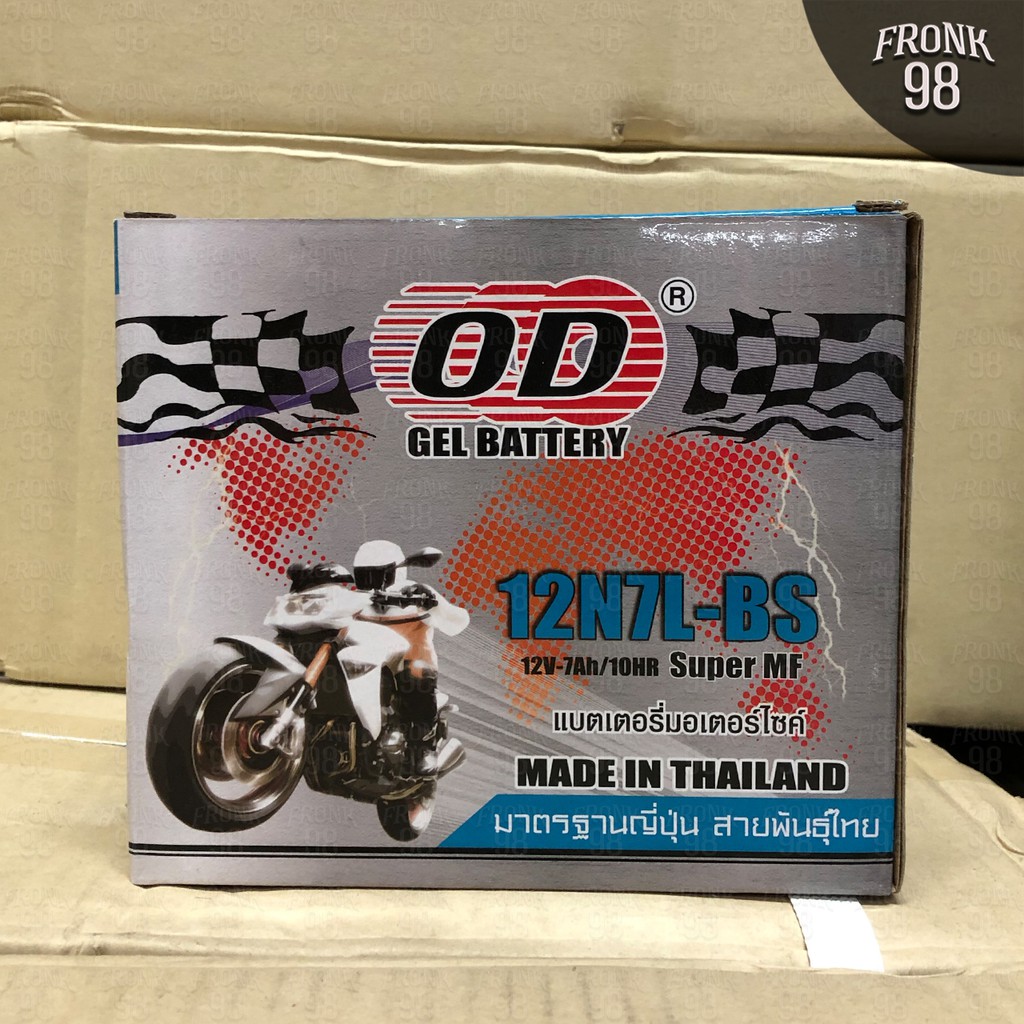 FRONK
98
OD®
GEL BATTERY
12N7L-BS
12V-7Ah/10HR Super MF
แบตเตอรี่มอเตอร์ไซค์
MADE IN THAILAND
มาตรฐานญี่ปุ่น สายพันธุ์ไทย